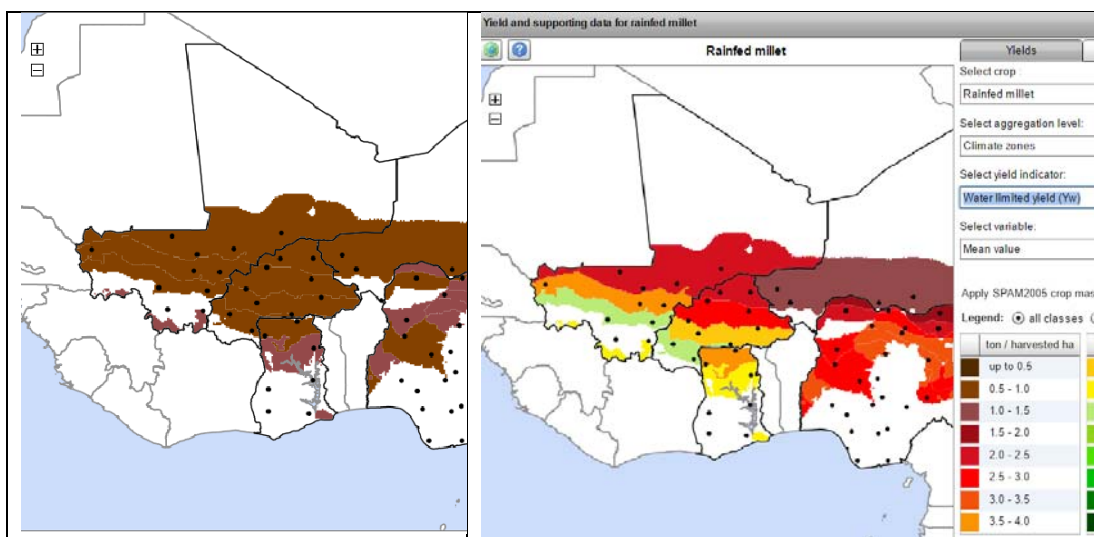 Yield and supporting data for rainfed millet
Rainfed millet
Yields
Select crop :
Rainfed millet
Select aggregation level:
Climate zones
Select yield indicator:
Water limited yield (Yw)
Select variable:
Mean value
Apply SPAM2005 crop mas
Legend: all classes
ton / harvested ha
up to 0.5
0.5 - 1.0
1.0 - 1.5
1.5 - 2.0
2.0 - 2.5
2.5 - 3.0
3.0 - 3.5
3.5 - 4.0